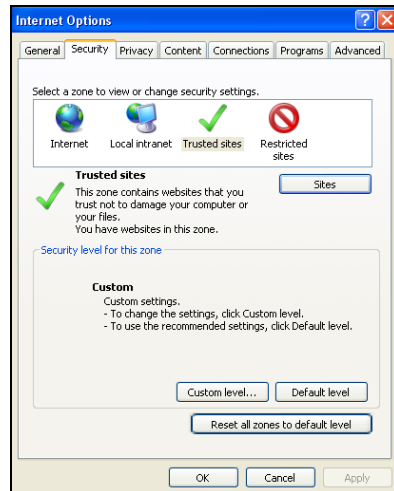 Internet Options
General Security Privacy Content Connections Programs Advanced
Select a zone to view or change security settings.
Internet Local intranet Trusted sites Restricted sites
Trusted sites
Sites
This zone contains websites that you
trust not to damage your computer or
your files.
You have websites in this zone.
Security level for this zone
Custom
Custom settings.
- To change the settings, click Custom level.
- To use the recommended settings, click Default level.
Custom level... Default level
Reset all zones to default level
OK Cancel Apply